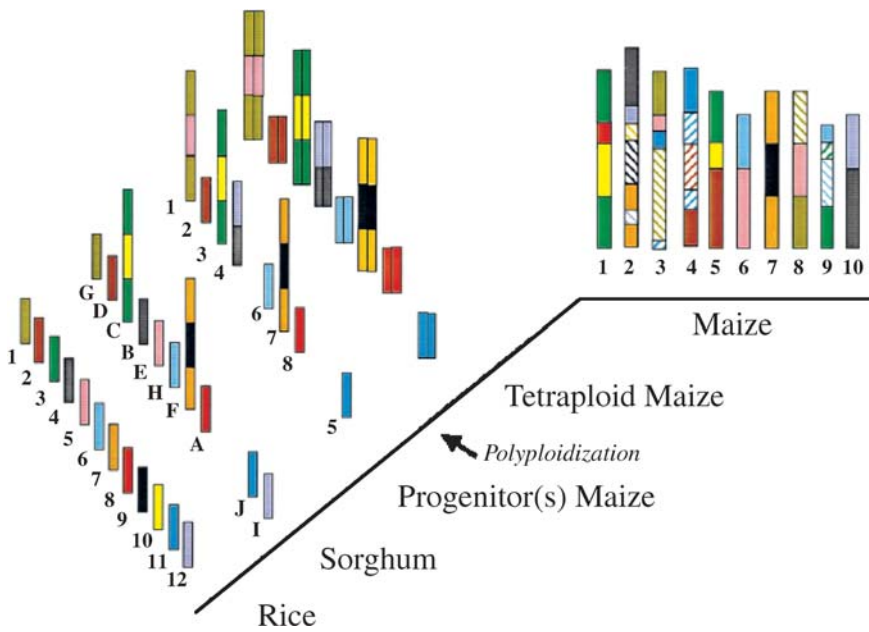 1
2
3
4
5
6
7
8
9
10
11
12
G
D
C
B
E
H
F
A
J
I
1
2
3
4
6
7
8
5
1 2 3 4 5 6 7 8 9 10
Maize
Tetraploid Maize
Polyploidization
Progenitor(s) Maize
Sorghum
Rice